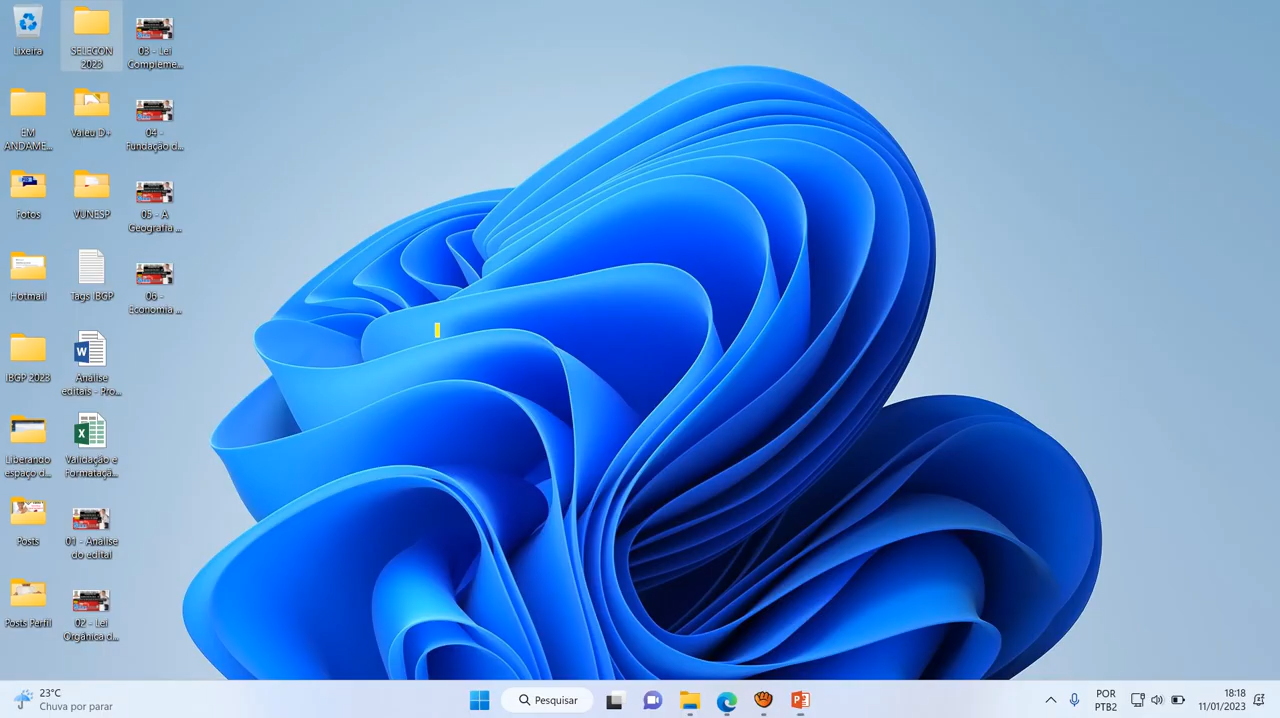 Lixeira
SELECON
2023
03 - Lei
Compleme...
EM
ANDAME...
Valeu D+
04 -
Fundação d...
Fotos
VUNESP
05 - A
Geografia ...
Hotmail
Tags IBGP
06 -
Economia ...
IBGP 2023
Análise
editais - Pro...
Liberando
espaço d...
Validação e
Formataçã...
Posts
01 - Análise
do edital
Posts Perfil
02 - Lei
Orgânica d...
23°C
Chuva por parar
Pesquisar
POR
PTB2
18:18
11/01/2023